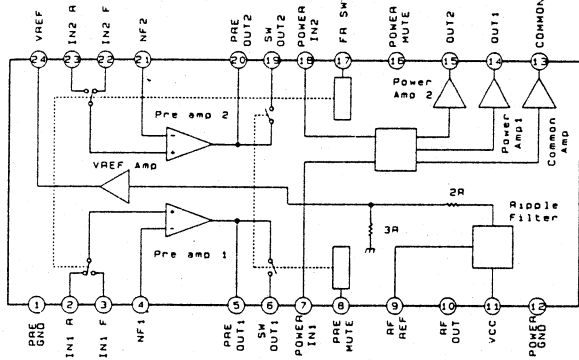 VREF
IN2 R
IN2 F
NF2
PRE
OUT2
SW
OUT2
POWER
IN2
FR SW
POWER
MUTE
OUT2
OUT1
COMMON
24
23
22
21
20
19
18
17
16
15
14
13
Pre amp 2
Power
Amp 2
Power
Amp1
Common
Amp
VREF Amp
2R
Ripple
Filter
3R
Pre amp 1
1
2
3
4
5
6
7
8
9
10
11
12
PRE
GND
IN1 R
IN1 F
NF1
PRE
OUT1
SW
OUT1
POWER
IN1
PRE
MUTE
RF
REF
RF
OUT
VCC
POWER
GND